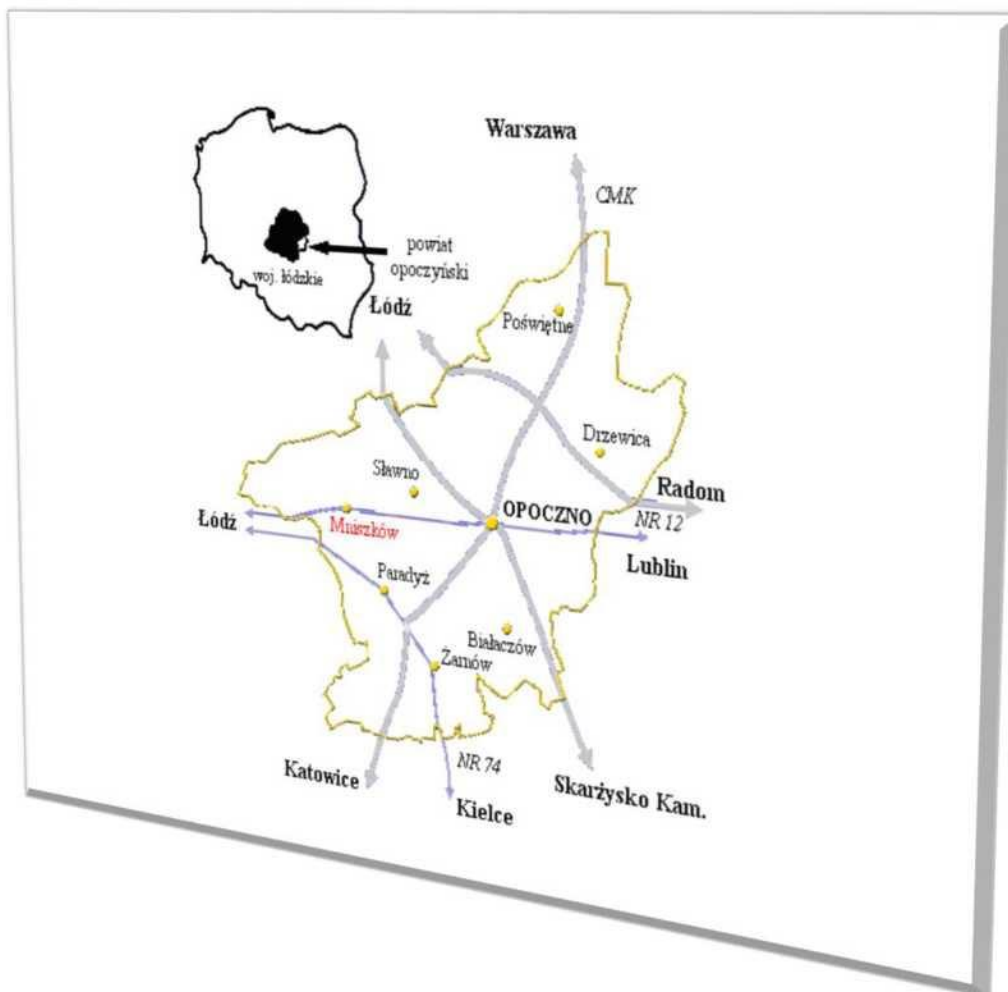 Warszawa
CMK
powiat
opoczyński
woj. łódzkie
Łódź
Poświętne
Drzewica
Sławno
Radom
OPOCZNO
NR 12
Łódź
Mniszków
Lublin
Paradyż
Białaczów
Żarnów
NR 74
Katowice
Skarżysko Kam.
Kielce